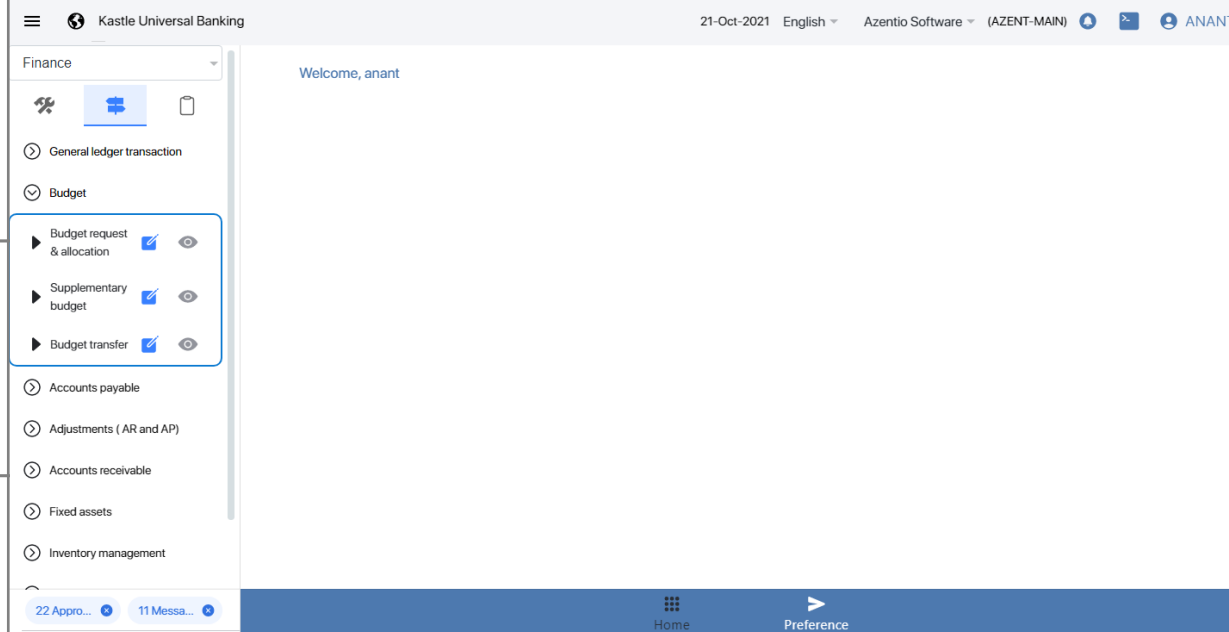 Kastle Universal Banking
21-Oct-2021 English Azentio Software (AZENT-MAIN) ANANT
Finance
Welcome, anant
General ledger transaction
Budget
Budget request
& allocation
Supplementary
budget
Budget transfer
Accounts payable
Adjustments ( AR and AP)
Accounts receivable
Fixed assets
Inventory management
22 Appro... 11 Messa...
Home Preference